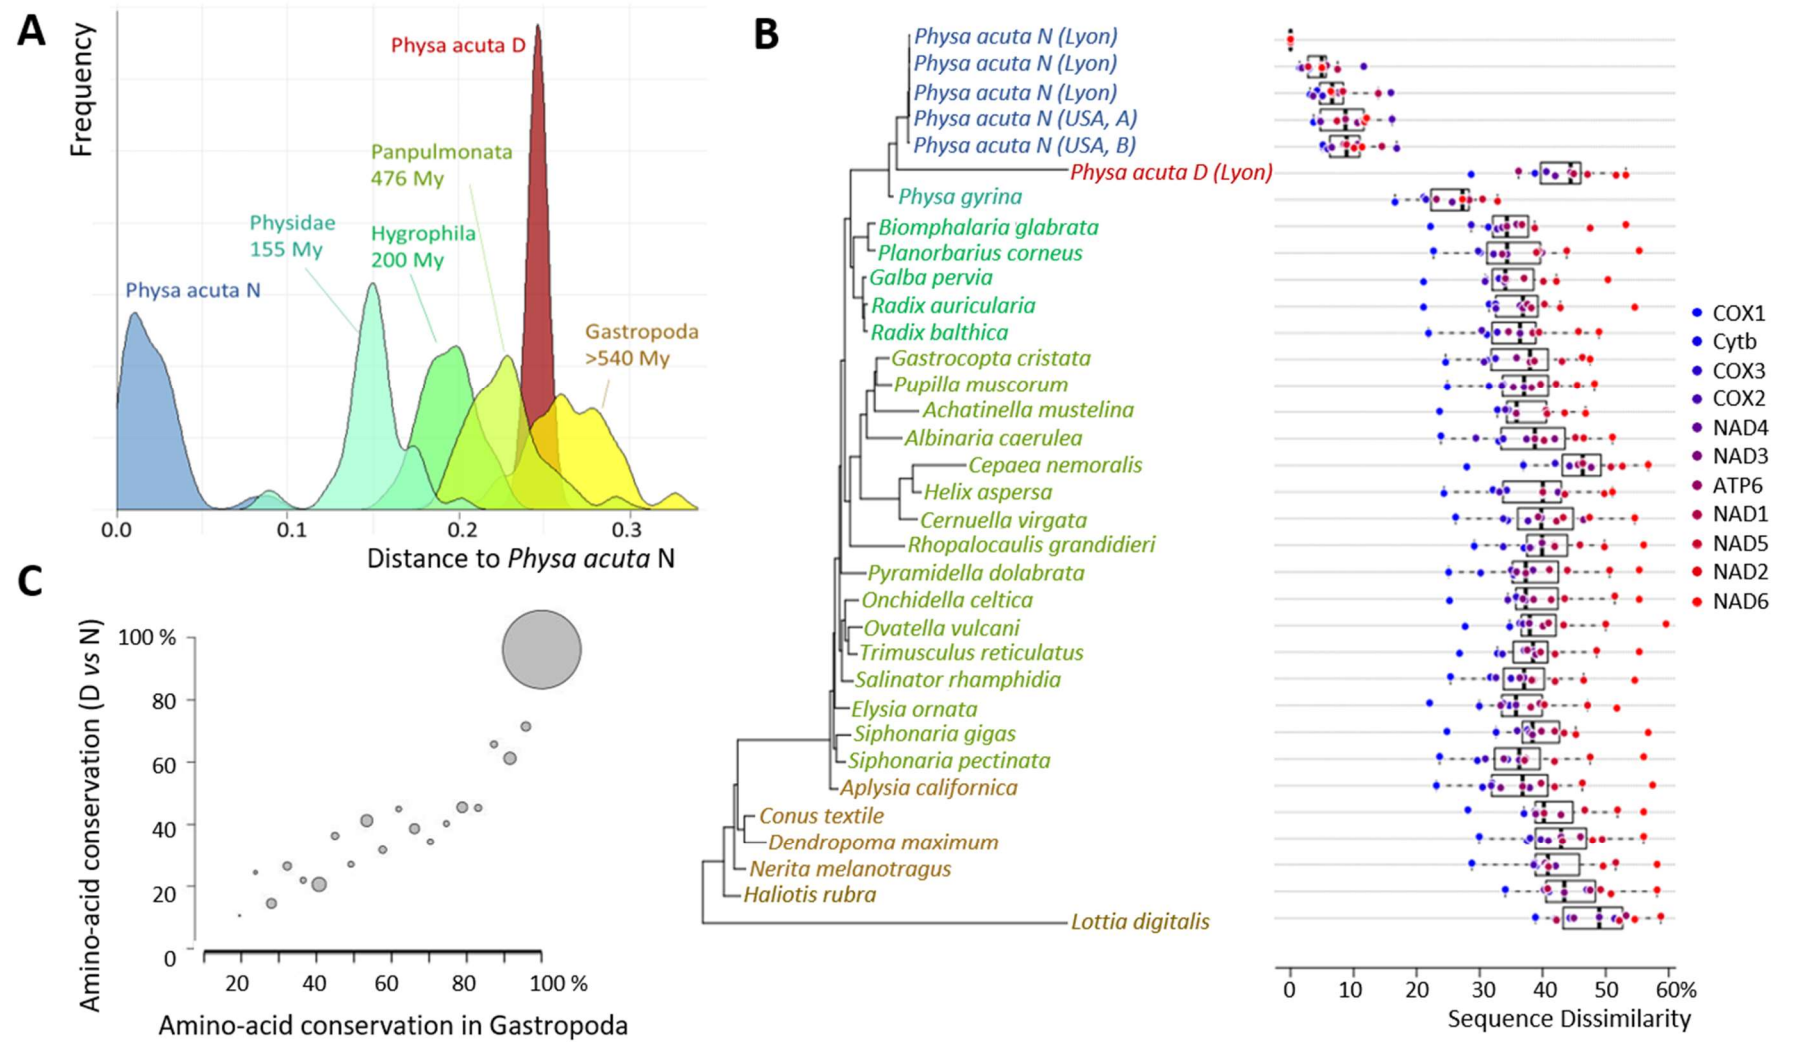 A
Frequency
Physa acuta D
Panpulmonata
476 My
Physidae
155 My
Hygrophila
200 My
Physa acuta N
Gastropoda
>540 My
0.0
0.1
0.2
0.3
Distance to Physa acuta N
B
Physa acuta N (Lyon)
Physa acuta N (Lyon)
Physa acuta N (Lyon)
Physa acuta N (USA, A)
Physa acuta N (USA, B)
Physa acuta D (Lyon)
Physa gyrina
Biomphalaria glabrata
Planorbarius corneus
Galba pervia
Radix auricularia
Radix balthica
Gastrocopta cristata
Pupilla muscorum
Achatinella mustelina
Albinaria caerulea
Cepaea nemoralis
Helix aspersa
Cernuella virgata
Rhopalocaulis grandidieri
Pyramidella dolabrata
Onchidella celtica
Ovatella vulcani
Trimusculus reticulatus
Salinator rhamphidia
Elysia ornata
Siphonaria gigas
Siphonaria pectinata
Aplysia californica
Conus textile
Dendropoma maximum
Nerita melanotragus
Haliotis rubra
Lottia digitalis
COX1
Cytb
COX3
COX2
NAD4
NAD3
ATP6
NAD1
NAD5
NAD2
NAD6
0
10
20
30
40
50
60%
Sequence Dissimilarity
C
Amino-acid conservation (D vs N)
100 %
80
60
40
20
0
20
40
60
80
100 %
Amino-acid conservation in Gastropoda